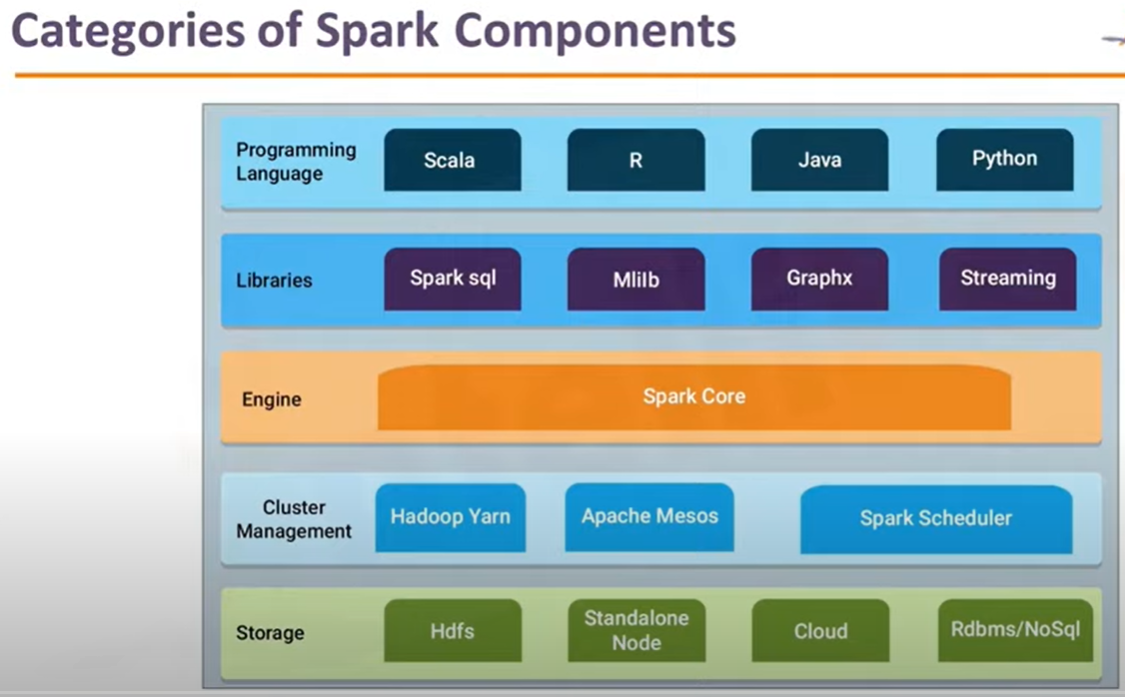 Categories of Spark Components
Programming
Language
Scala
R
Java
Python
Libraries
Spark sql
Mlilb
Graphx
Streaming
Engine
Spark Core
Cluster
Management
Hadoop Yarn
Apache Mesos
Spark Scheduler
Storage
Hdfs
Standalone
Node
Cloud
Rdbms/NoSql